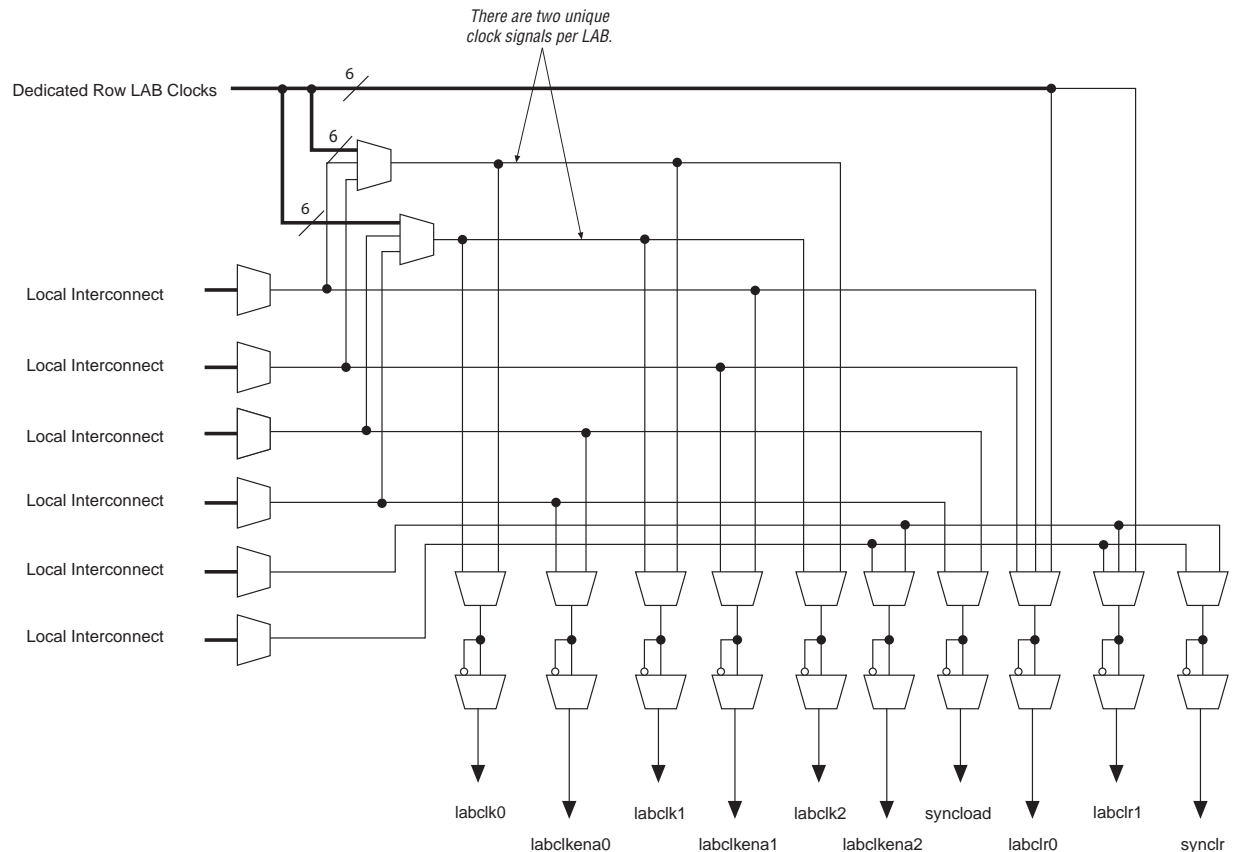 There are two unique
clock signals per LAB.
6
Dedicated Row LAB Clocks
6
6
Local Interconnect
Local Interconnect
Local Interconnect
Local Interconnect
Local Interconnect
Local Interconnect
labclk0
labclk1
labclk2
syncload
labclr1
labclkena0
labclkena1
labclkena2
labclr0
synclr